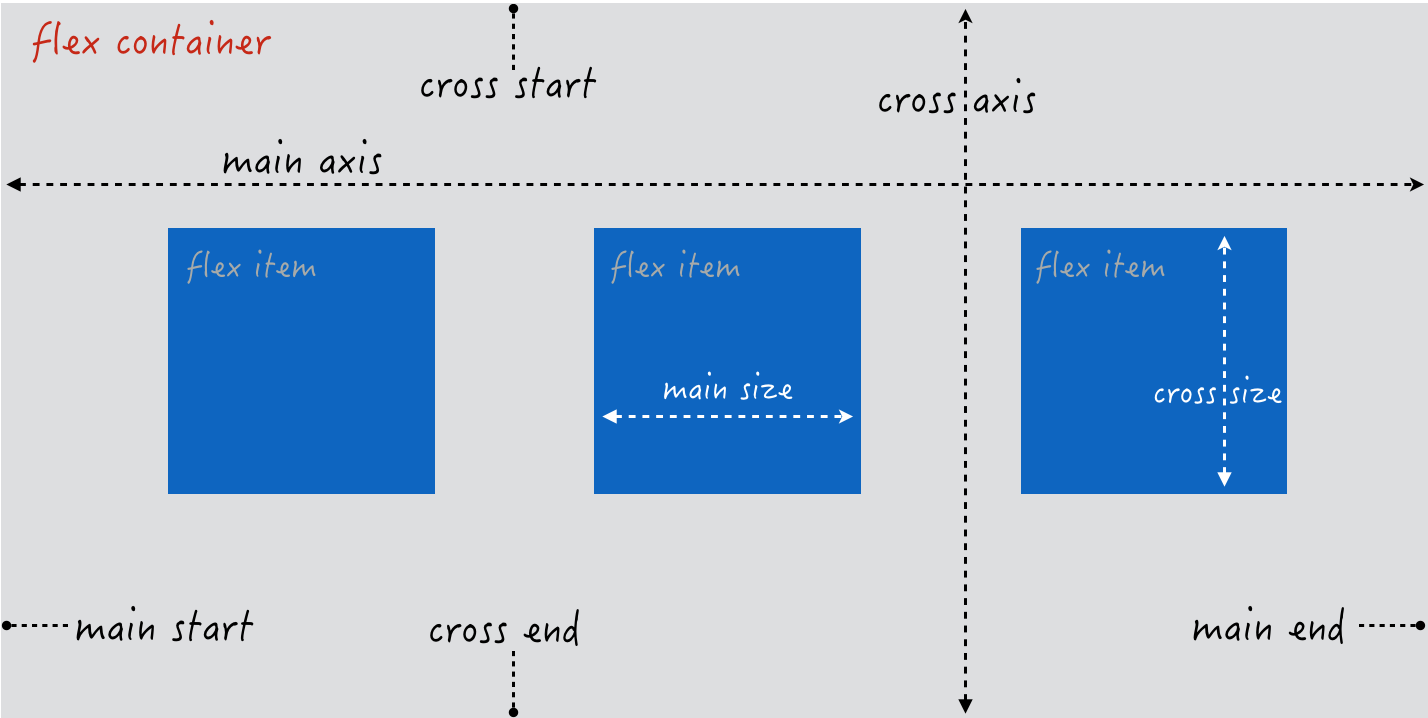 flex container
cross start
cross axis
main axis
flex item
flex item
flex item
main size
cross size
main start
cross end
main end